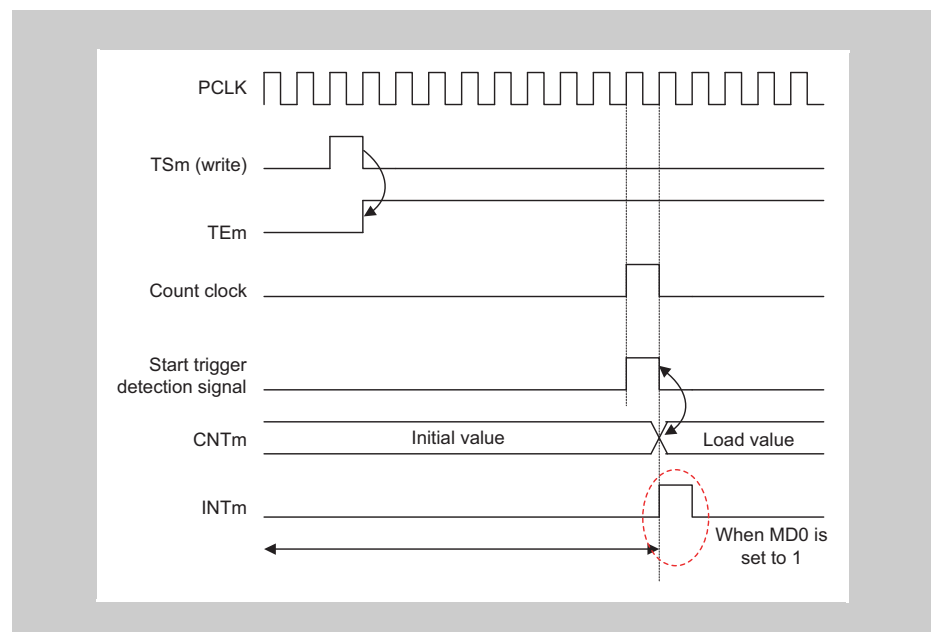 PCLK
TSm (write)
TEm
Count clock
Start trigger
detection signal
CNTm
Initial value
Load value
INTm
When MD0 is
set to 1